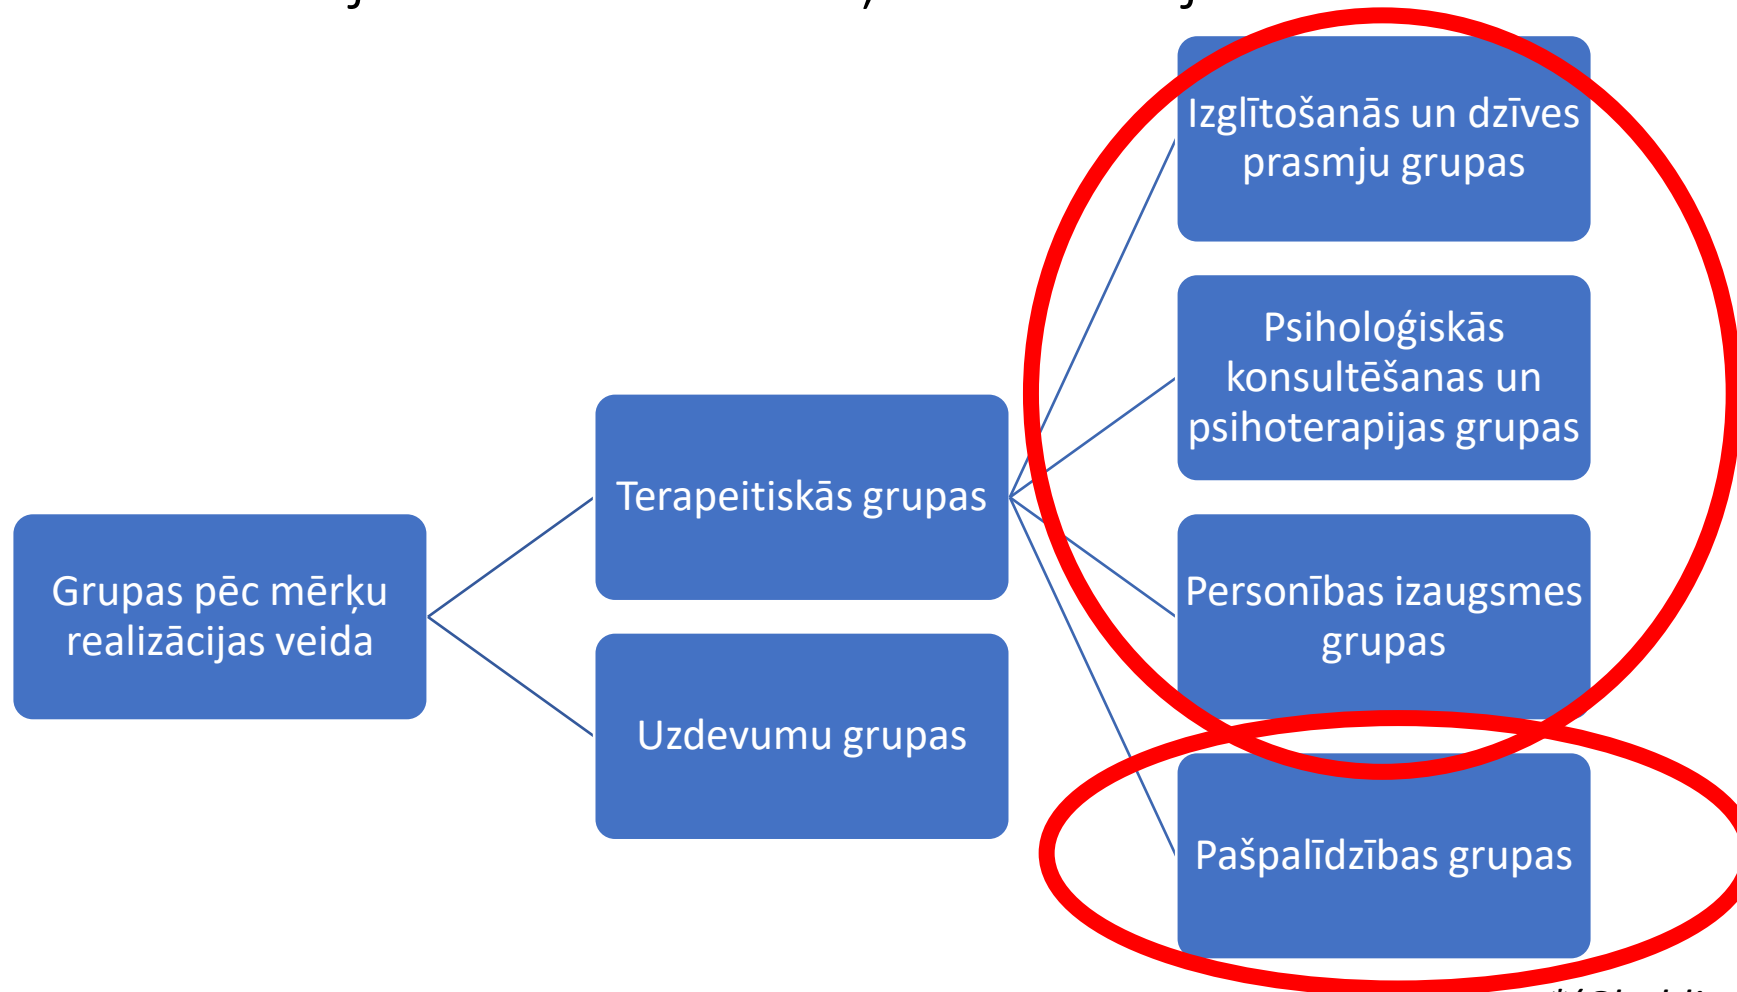 Izglītošanās un dzīves
prasmju grupas
Psiholoģiskās
konsultēšanas un
psihoterapijas grupas
Terapeitiskās grupas
Grupas pēc mērķu
realizācijas veida
Personības izaugsmes
grupas
Uzdevumu grupas
Pašpalīdzības grupas